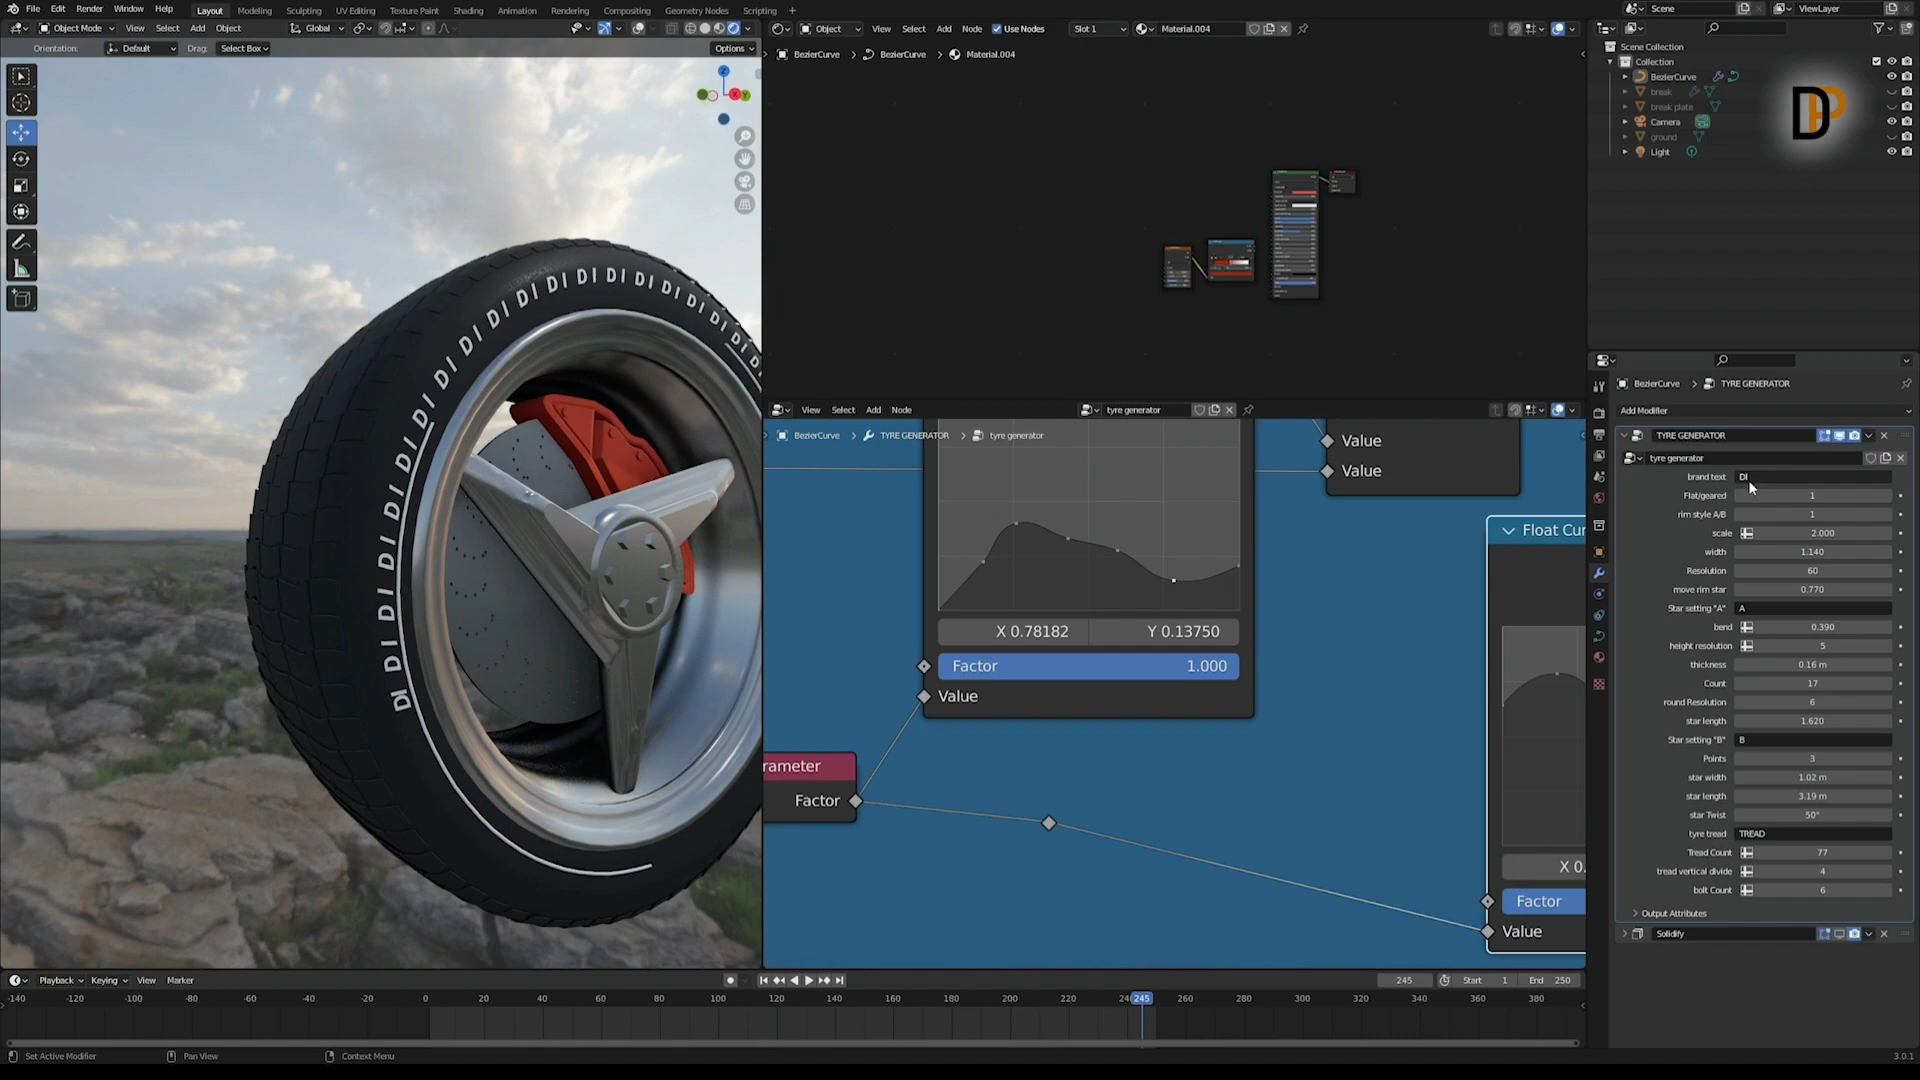 File Edit Render Window Help Layout Modeling Sculpting UV Editing Texture Paint Shading Animation Rendering Compositing Geometry Nodes Scripting + Scene ViewLayer
Object Mode View Select Add Object Global
Orientation: Default Drag: Select Box Options
Object View Select Add Node Use Nodes Slot 1 Material.004
BezierCurve > BezierCurve > Material.004
Scene Collection
Collection
BezierCurve
break
break plate
Camera
ground
Light
DP
DI DI DI DI DI DI DI DI DI DI DI DI DI DI DI DI DI DI DI
View Select Add Node tyre generator
BezierCurve > TYRE GENERATOR > tyre generator
Value
Value
X 0.78182 Y 0.13750
Factor 1.000
Value
rameter
Factor
Float Cur
X 0.
Factor
Value
BezierCurve > TYRE GENERATOR
Add Modifier
TYRE GENERATOR
tyre generator
brand text DI
Flat/geared 1
rim style A/B 1
scale 2.000
width 1.140
Resolution 60
move rim star 0.770
Star setting "A" A
bend 0.390
height resolution 5
thickness 0.16 m
Count 17
round Resolution 6
star length 1.620
Star setting "B" B
Points 3
star width 1.02 m
star length 3.19 m
star Twist 50°
tyre tread TREAD
Tread Count 77
tread vertical divide 4
bolt Count 6
Output Attributes
Solidify
Playback Keying View Marker 245 Start 1 End 250
-140 -120 -100 -80 -60 -40 -20 0 20 40 60 80 100 120 140 160 180 200 220 24 245 260 280 300 320 340 360 380
Set Active Modifier Pan View Context Menu 3.0.1